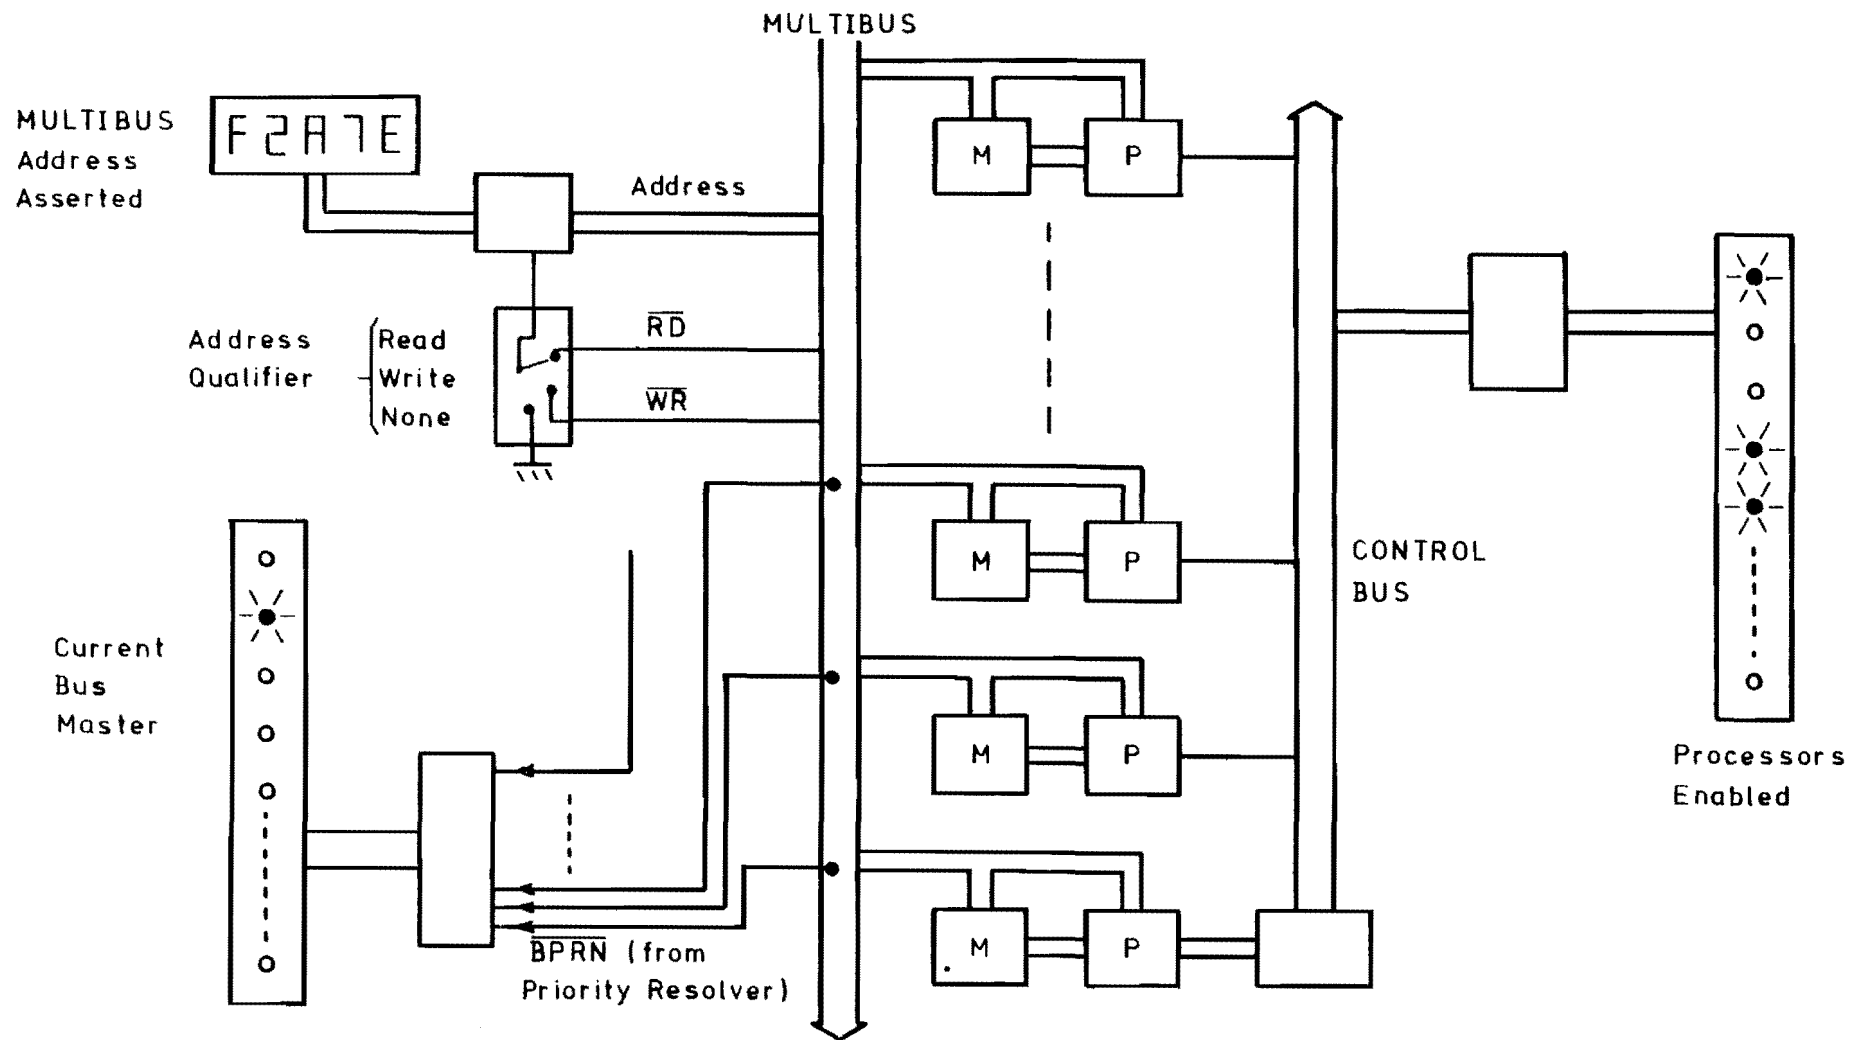 MULTIBUS
MULTIBUS
Address
Asserted
F2A7E
Address
Address
Qualifier
Read
Write
None
RD
WR
M
P
M
P
M
P
M
P
CONTROL
BUS
Current
Bus
Master
BPRN (from
Priority Resolver)
Processors
Enabled